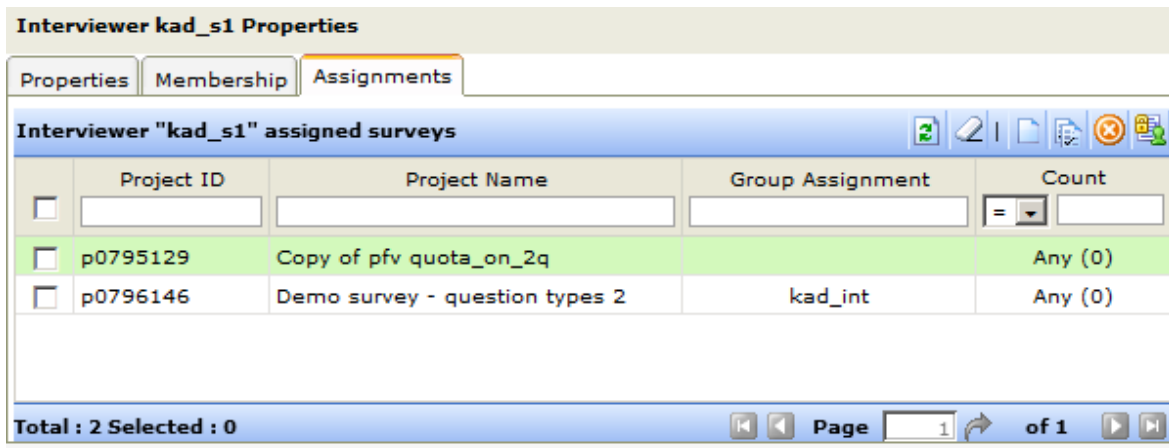 Interviewer kad_s1 Properties
Properties Membership Assignments
Interviewer "kad_s1" assigned surveys
Project ID Project Name Group Assignment Count
=
p0795129 Copy of pfv quota_on_2q Any (0)
p0796146 Demo survey - question types 2 kad_int Any (0)
Total : 2 Selected : 0 Page 1 of 1